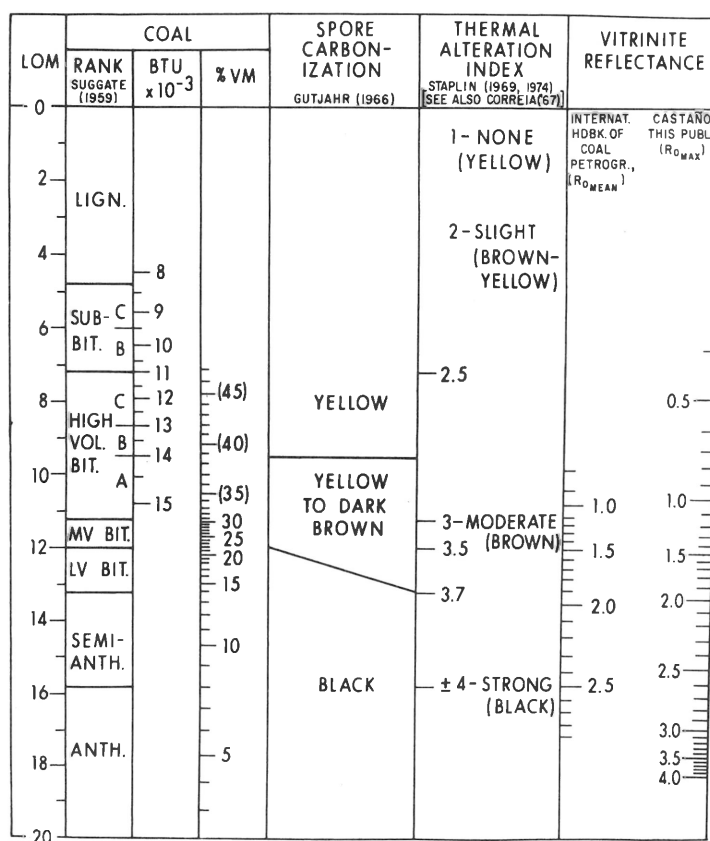 LOM
COAL
RANK
SUGGATE
(1959)
BTU
x 10⁻³
% VM
SPORE
CARBON-
IZATION
GUTJAHR (1966)
THERMAL
ALTERATION
INDEX
STAPLIN (1969, 1974)
[SEE ALSO CORREIA('67)]
VITRINITE
REFLECTANCE
INTERNAT.
HDBK. OF
COAL
PETROGR.,
(R₀MEAN)
CASTAÑO
THIS PUBL
(R₀MAX)
0
2
4
6
8
10
12
14
16
18
20
LIGN.
SUB-
BIT.
C
B
HIGH
VOL.
BIT.
C
B
A
MV BIT.
LV BIT.
SEMI-
ANTH.
ANTH.
8
9
10
11
12
13
14
15
(45)
(40)
(35)
30
25
20
15
10
5
YELLOW
YELLOW
TO DARK
BROWN
BLACK
1- NONE
(YELLOW)
2-SLIGHT
(BROWN-
YELLOW)
2.5
3-MODERATE
(BROWN)
3.5
3.7
± 4- STRONG
(BLACK)
1.0
1.5
2.0
2.5
0.5
1.0
1.5
2.0
2.5
3.0
3.5
4.0